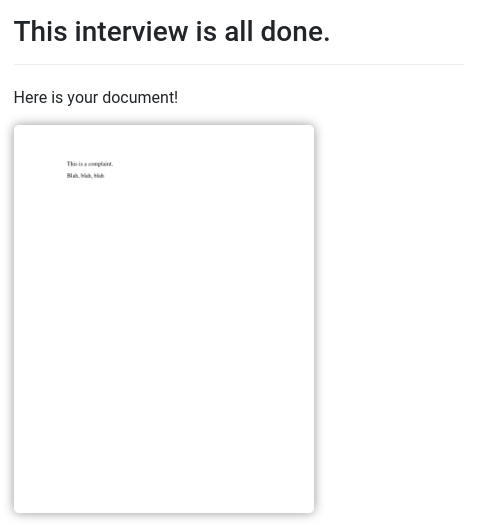 This interview is all done.
Here is your document!
This is a complaint.
Blah, blah, blah